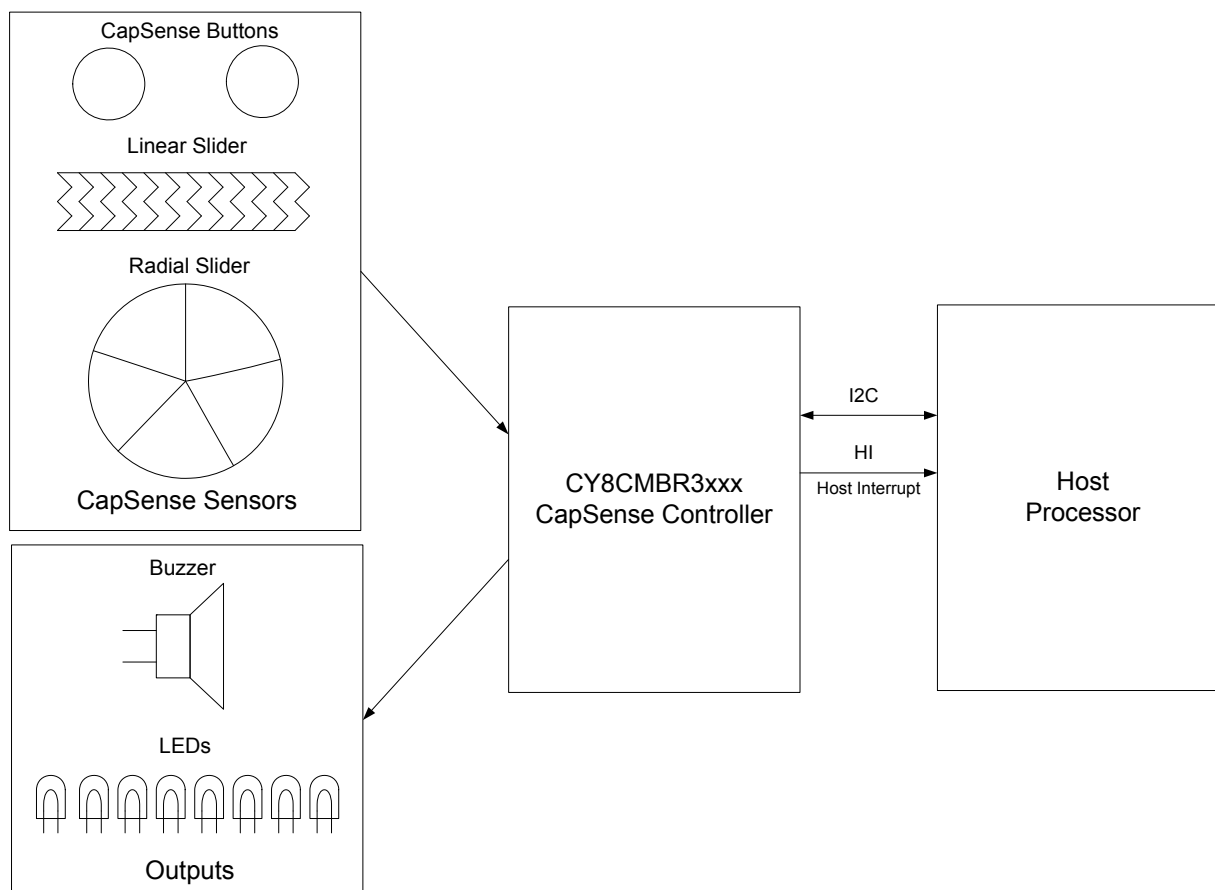 CapSense Buttons
Linear Slider
Radial Slider
CapSense Sensors
Buzzer
LEDs
Outputs
CY8CMBR3xxx
CapSense Controller
I2C
HI
Host Interrupt
Host
Processor